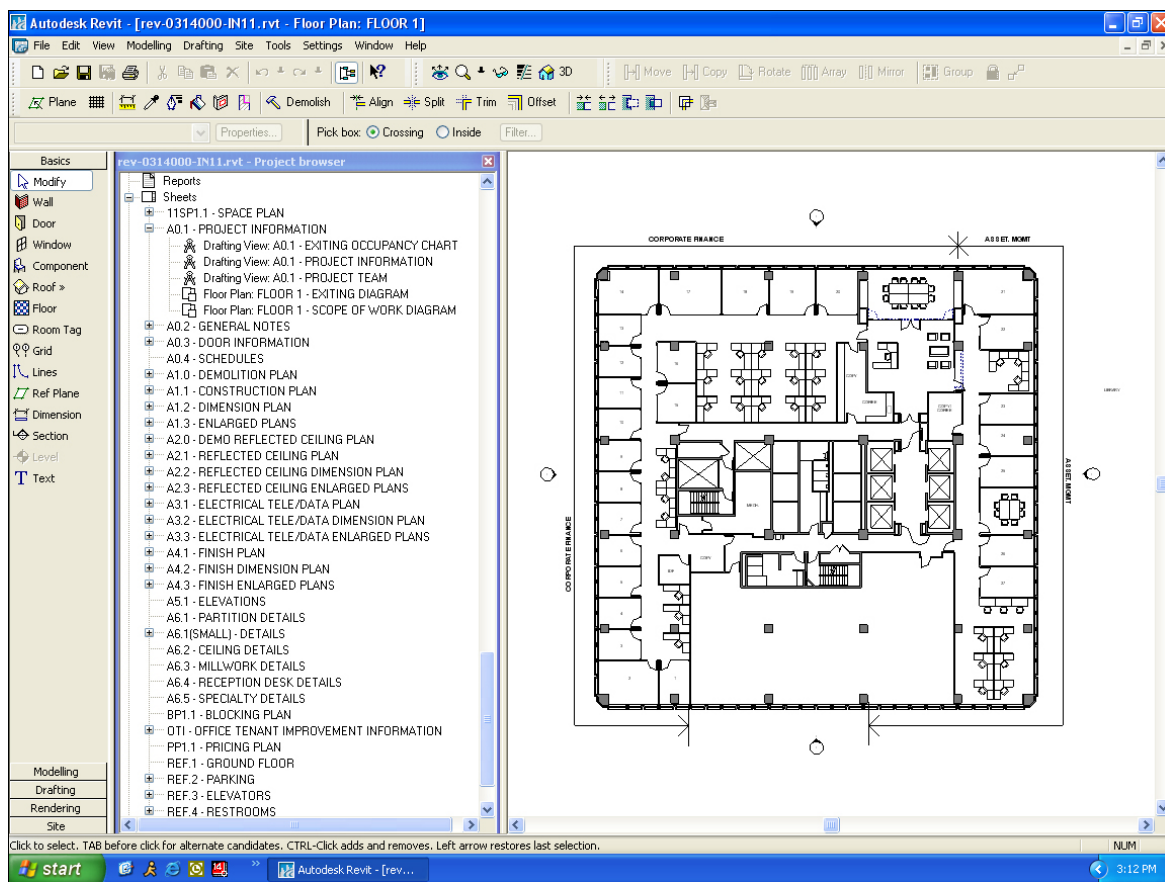 Autodesk Revit - [rev-0314000-IN11.rvt - Floor Plan: FLOOR 1]
File Edit View Modelling Drafting Site Tools Settings Window Help
3D Move Copy Rotate Array Mirror Group
Plane Demolish Align Split Trim Offset
Properties... Pick box: Crossing Inside Filter...
Basics
Modify
Wall
Door
Window
Component
Roof »
Floor
Room Tag
Grid
Lines
Ref Plane
Dimension
Section
Level
Text
Modelling
Drafting
Rendering
Site
rev-0314000-IN11.rvt - Project browser
Reports
Sheets
11SP1.1 - SPACE PLAN
A0.1 - PROJECT INFORMATION
Drafting View: A0.1 - EXITING OCCUPANCY CHART
Drafting View: A0.1 - PROJECT INFORMATION
Drafting View: A0.1 - PROJECT TEAM
Floor Plan: FLOOR 1 - EXITING DIAGRAM
Floor Plan: FLOOR 1 - SCOPE OF WORK DIAGRAM
A0.2 - GENERAL NOTES
A0.3 - DOOR INFORMATION
A0.4 - SCHEDULES
A1.0 - DEMOLITION PLAN
A1.1 - CONSTRUCTION PLAN
A1.2 - DIMENSION PLAN
A1.3 - ENLARGED PLANS
A2.0 - DEMO REFLECTED CEILING PLAN
A2.1 - REFLECTED CEILING PLAN
A2.2 - REFLECTED CEILING DIMENSION PLAN
A2.3 - REFLECTED CEILING ENLARGED PLANS
A3.1 - ELECTRICAL TELE/DATA PLAN
A3.2 - ELECTRICAL TELE/DATA DIMENSION PLAN
A3.3 - ELECTRICAL TELE/DATA ENLARGED PLANS
A4.1 - FINISH PLAN
A4.2 - FINISH DIMENSION PLAN
A4.3 - FINISH ENLARGED PLANS
A5.1 - ELEVATIONS
A6.1 - PARTITION DETAILS
A6.1(SMALL) - DETAILS
A6.2 - CEILING DETAILS
A6.3 - MILLWORK DETAILS
A6.4 - RECEPTION DESK DETAILS
A6.5 - SPECIALTY DETAILS
BP1.1 - BLOCKING PLAN
OTI - OFFICE TENANT IMPROVEMENT INFORMATION
PP1.1 - PRICING PLAN
REF.1 - GROUND FLOOR
REF.2 - PARKING
REF.3 - ELEVATORS
REF.4 - RESTROOMS
CORPORATE FINANCE
ASSET. MGMT
ASSET. MGMT
CORPORATE FINANCE
Click to select. TAB before click for alternate candidates. CTRL-Click adds and removes. Left arrow restores last selection.
NUM
start
Autodesk Revit - [rev...
3:12 PM